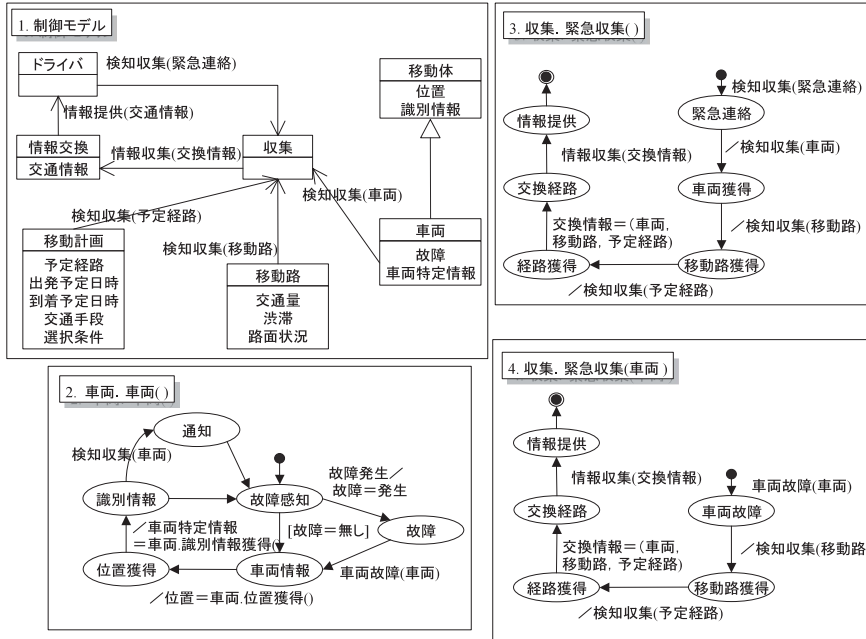 1. 制御モデル
ドライバ
検知収集(緊急連絡)
移動体
位置
識別情報
情報提供(交通情報)
情報交換
交通情報
情報収集(交換情報)
収集
検知収集(車両)
検知収集(予定経路)
移動計画
予定経路
出発予定日時
到着予定日時
交通手段
選択条件
検知収集(移動路)
移動路
交通量
渋滞
路面状況
車両
故障
車両特定情報
2. 車両. 車両( )
通知
検知収集(車両)
識別情報
故障感知
故障発生／
故障＝発生
／車両特定情報
＝車両.識別情報獲得()
[故障＝無し]
故障
位置獲得
車両情報
車両故障(車両)
／位置＝車両.位置獲得()
3. 収集. 緊急収集( )
検知収集(緊急連絡)
情報提供
緊急連絡
情報収集(交換情報)
／検知収集(車両)
交換経路
車両獲得
交換情報＝(車両,
移動路, 予定経路)
／検知収集(移動路)
経路獲得
移動路獲得
／検知収集(予定経路)
4. 収集. 緊急収集(車両 )
情報提供
情報収集(交換情報)
車両故障(車両)
交換経路
車両故障
交換情報＝(車両,
移動路, 予定経路)
／検知収集(移動路
経路獲得
移動路獲得
／検知収集(予定経路)